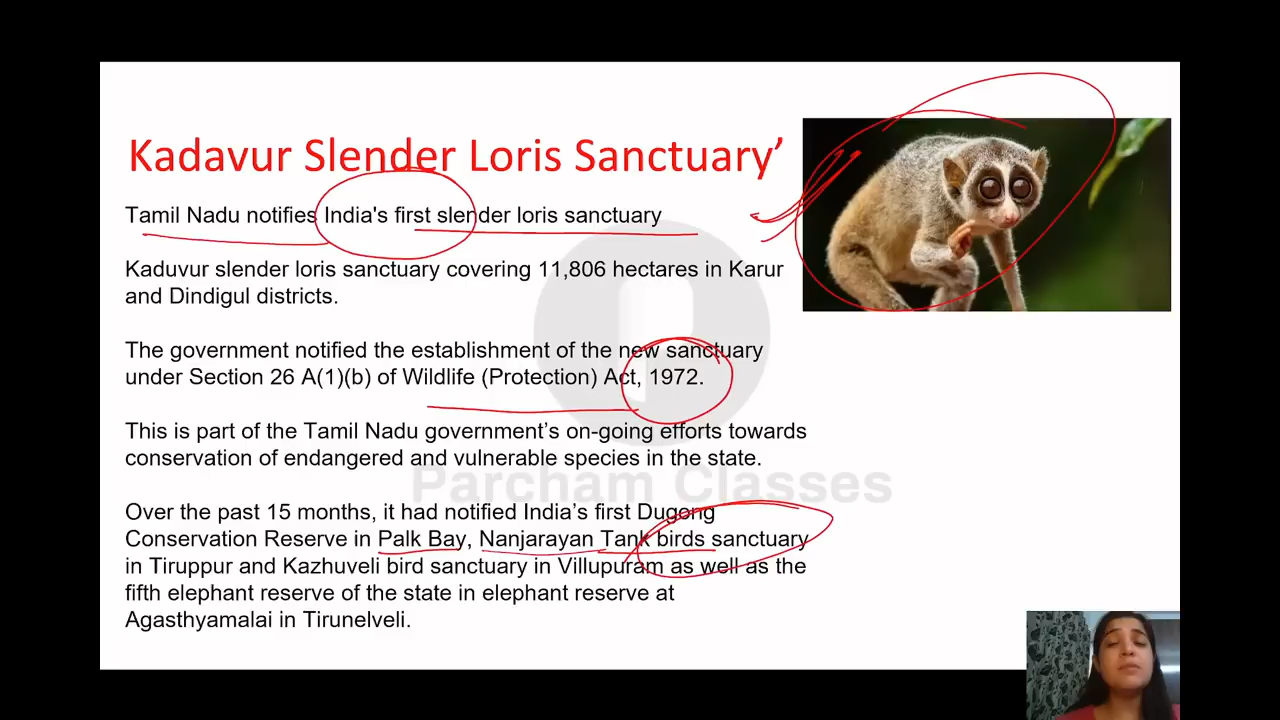 Kadavur Slender Loris Sanctuary’
Tamil Nadu notifies India's first slender loris sanctuary
Kaduvur slender loris sanctuary covering 11,806 hectares in Karur
and Dindigul districts.
The government notified the establishment of the new sanctuary
under Section 26 A(1)(b) of Wildlife (Protection) Act, 1972.
This is part of the Tamil Nadu government’s on-going efforts towards
conservation of endangered and vulnerable species in the state.
Parcham Classes
Over the past 15 months, it had notified India’s first Dugong
Conservation Reserve in Palk Bay, Nanjarayan Tank birds sanctuary
in Tiruppur and Kazhuveli bird sanctuary in Villupuram as well as the
fifth elephant reserve of the state in elephant reserve at
Agasthyamalai in Tirunelveli.